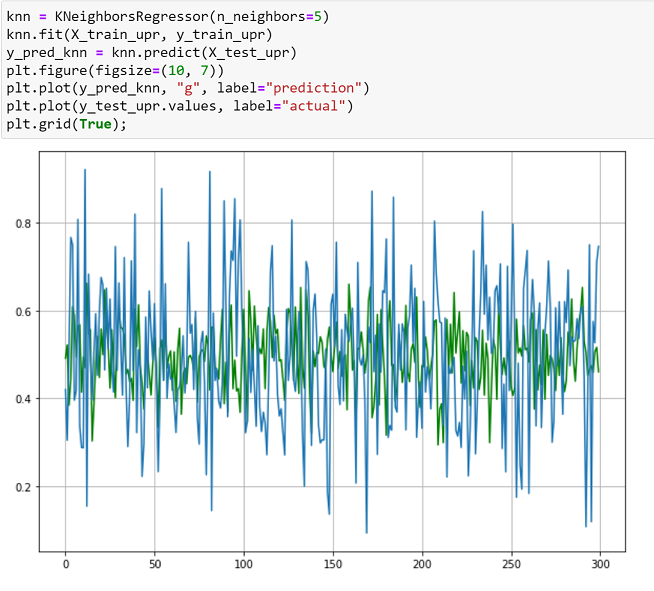 knn = KNeighborsRegressor(n_neighbors=5)
knn.fit(X_train_upr, y_train_upr)
y_pred_knn = knn.predict(X_test_upr)
plt.figure(figsize=(10, 7))
plt.plot(y_pred_knn, "g", label="prediction")
plt.plot(y_test_upr.values, label="actual")
plt.grid(True);
0.8
0.6
0.4
0.2
0 50 100 150 200 250 300